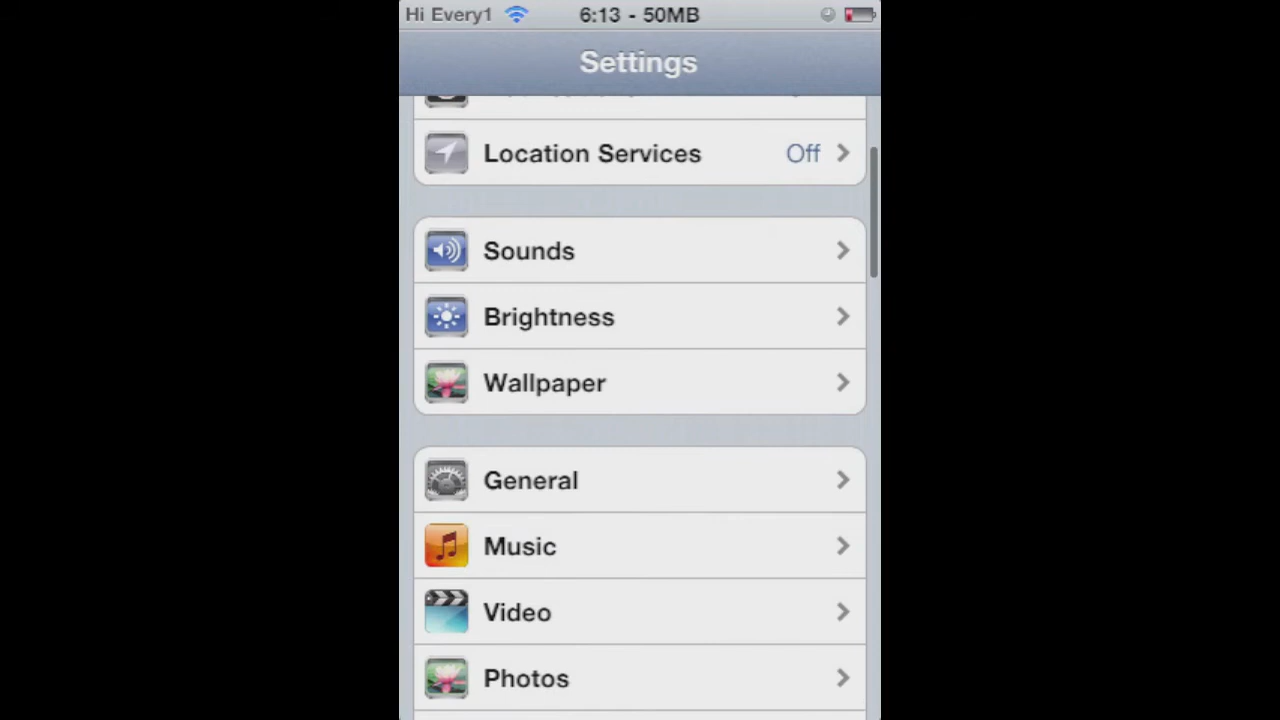 Hi Every1 6:13 - 50MB
Settings
Location Services Off
Sounds
Brightness
Wallpaper
General
Music
Video
Photos